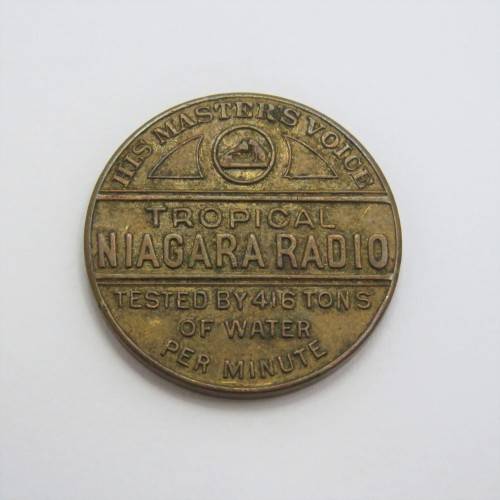 HIS MASTER'S VOICE
TROPICAL
NIAGARA RADIO
TESTED BY 416 TONS
OF WATER
PER MINUTE